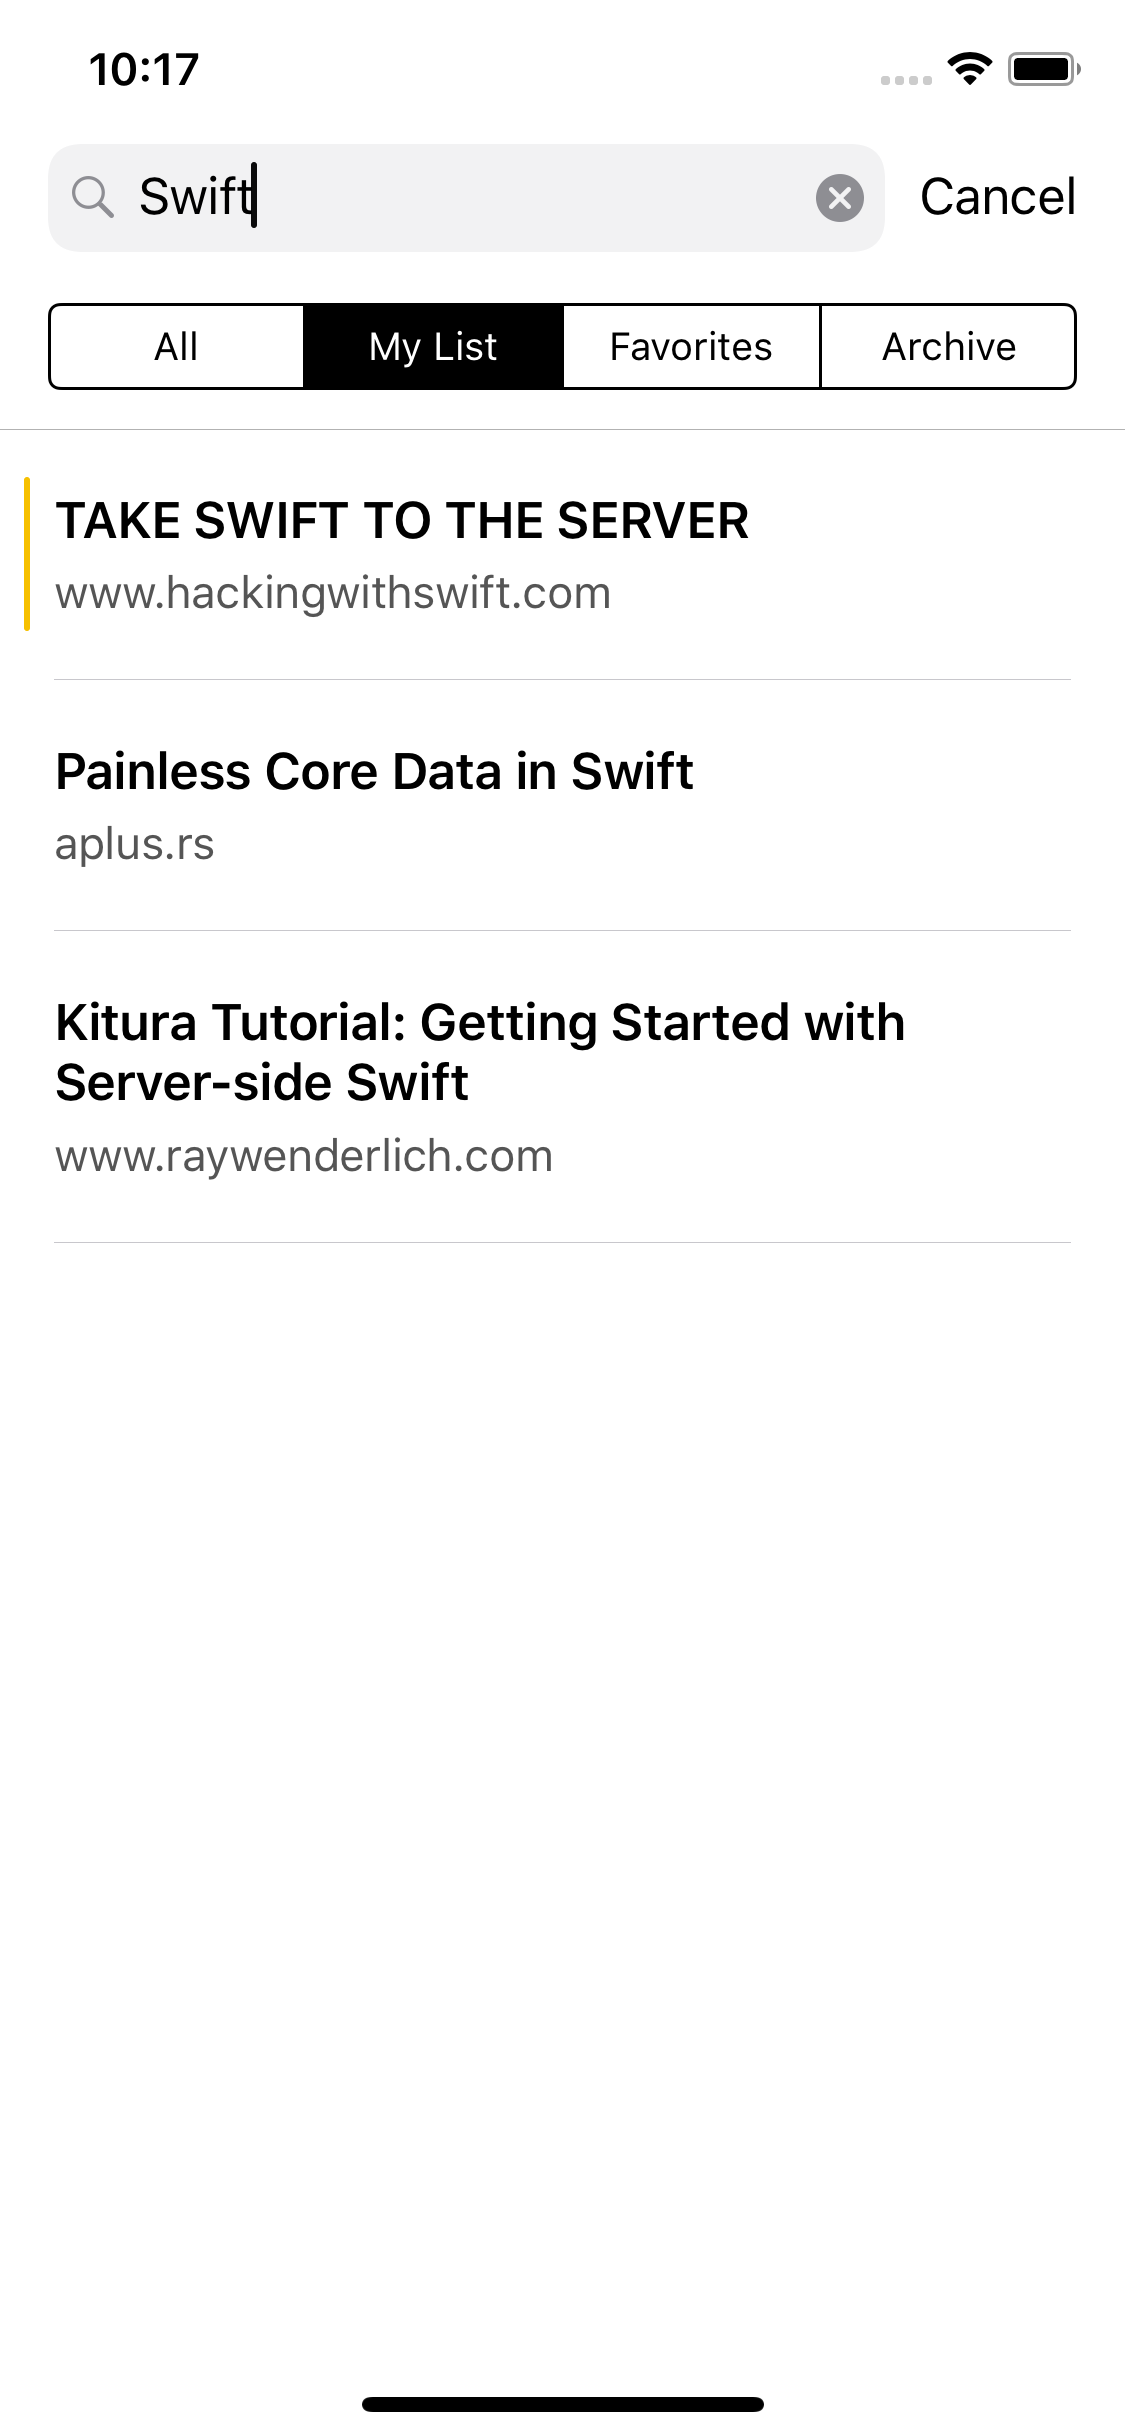 10:17
Swift
Cancel
All
My List
Favorites
Archive
TAKE SWIFT TO THE SERVER
www.hackingwithswift.com
Painless Core Data in Swift
aplus.rs
Kitura Tutorial: Getting Started with
Server-side Swift
www.raywenderlich.com